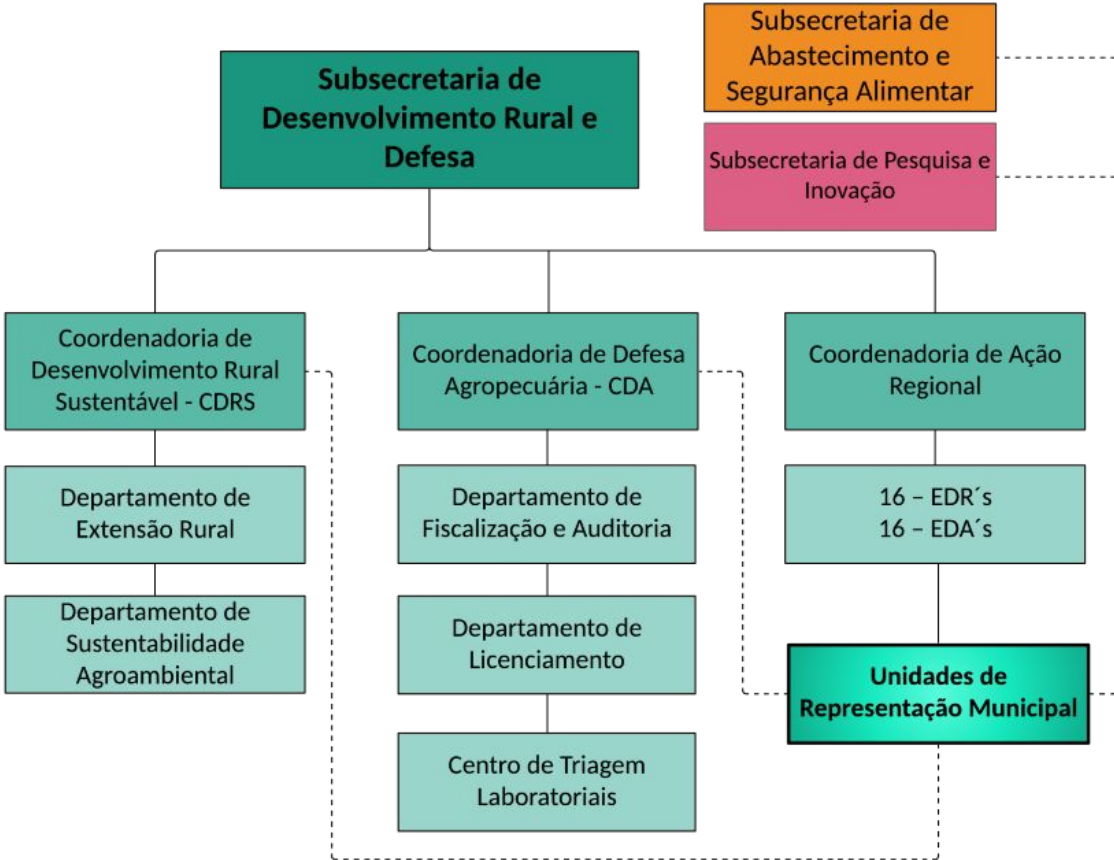 Subsecretaria de
Abastecimento e
Segurança Alimentar
Subsecretaria de
Desenvolvimento Rural e
Defesa
Subsecretaria de Pesquisa e
Inovação
Coordenadoria de
Desenvolvimento Rural
Sustentável - CDRS
Coordenadoria de Defesa
Agropecuária - CDA
Coordenadoria de Ação
Regional
Departamento de
Extensão Rural
Departamento de
Fiscalização e Auditoria
16 – EDR´s
16 – EDA´s
Departamento de
Sustentabilidade
Agroambiental
Departamento de
Licenciamento
Unidades de
Representação Municipal
Centro de Triagem
Laboratoriais